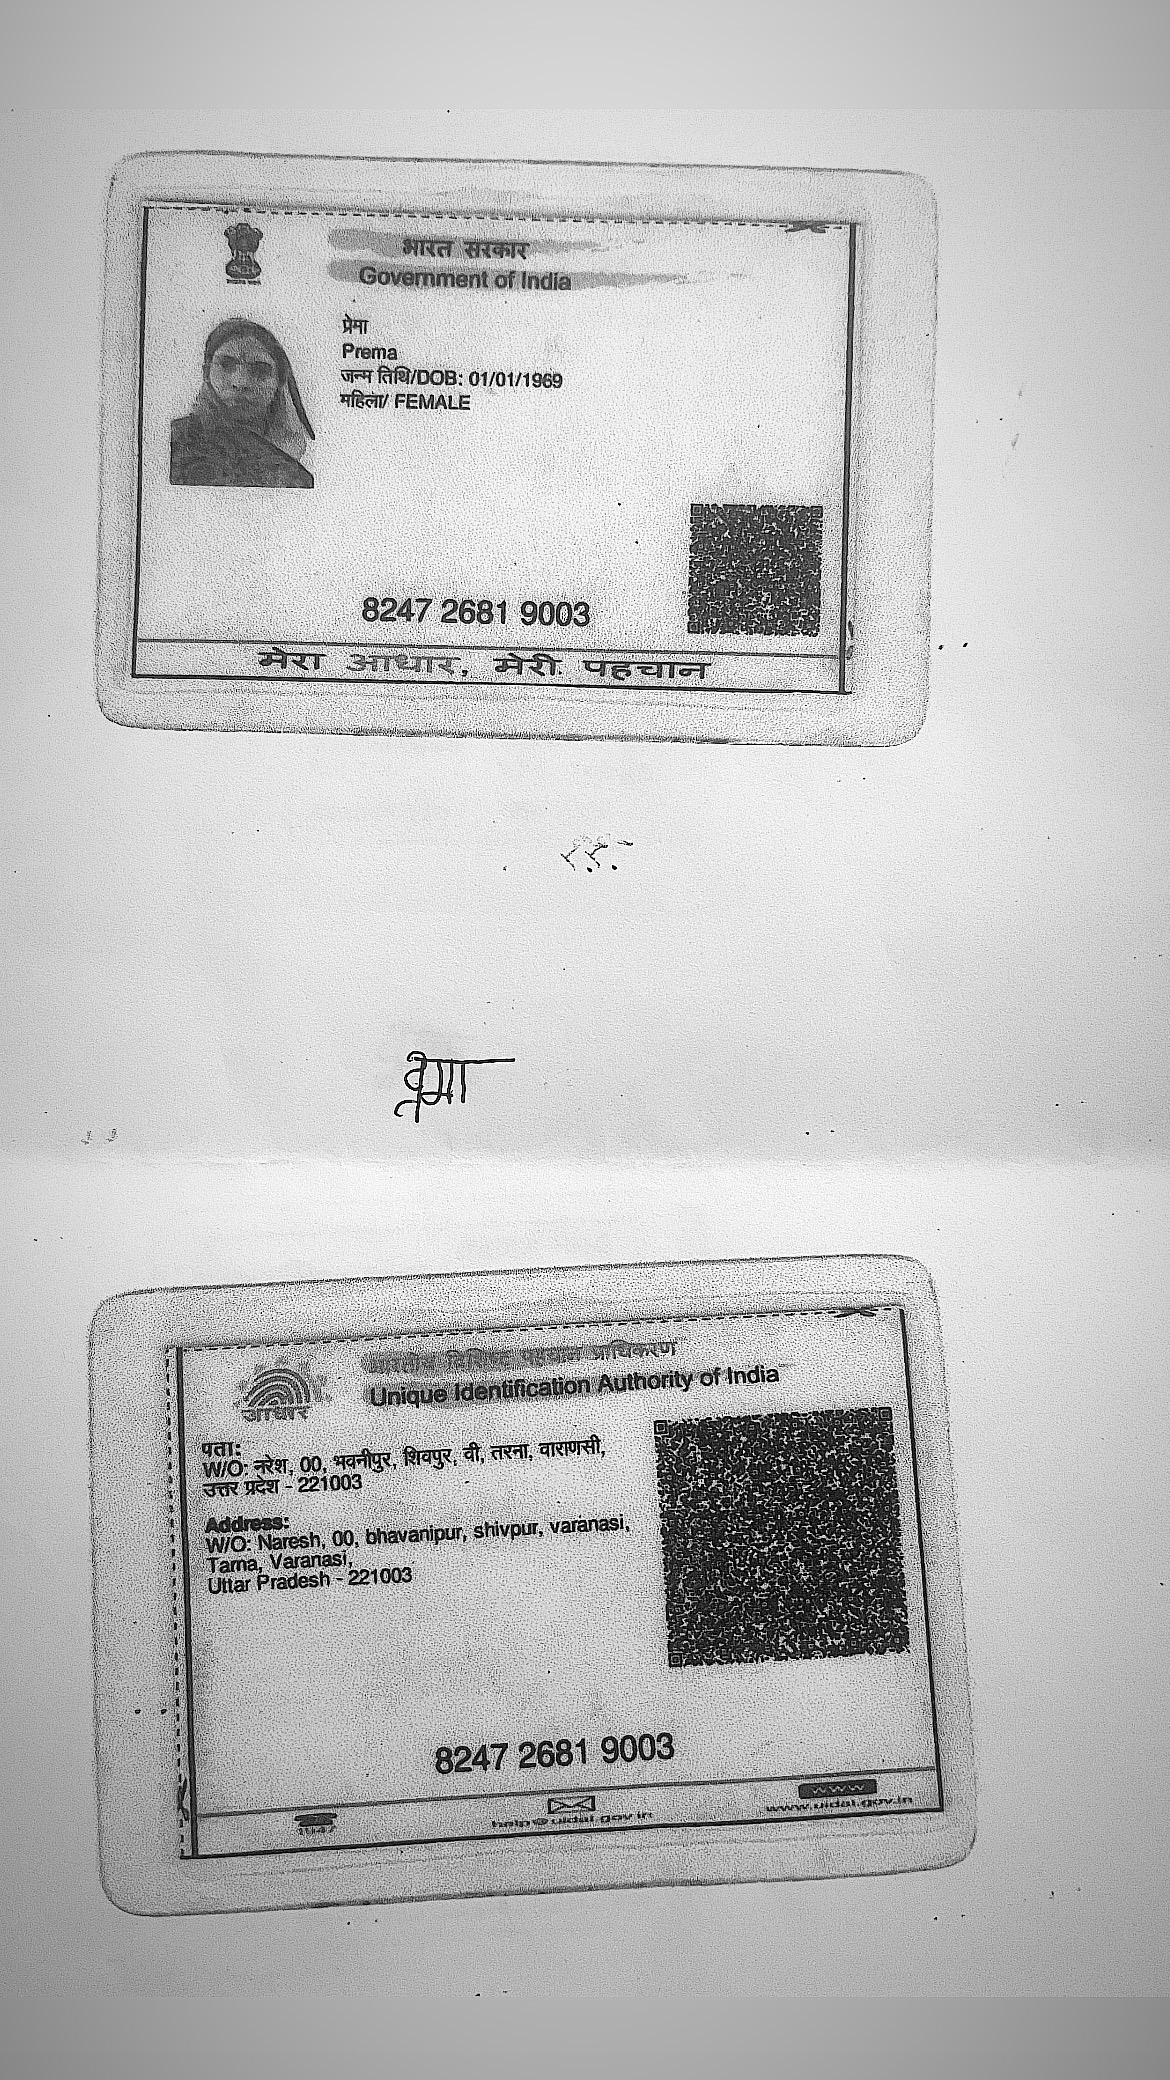 भारत सरकार
Government of India
प्रेमा
Prema
जन्म तिथि/DOB: 01/01/1969
महिला/ FEMALE
8247 2681 9003
मेरा आधार, मेरी पहचान
प्रेमा
भारतीय विशिष्ट पहचान प्राधिकरण
Unique Identification Authority of India
आधार
पता:
W/O: नरेश, 00, भवनीपुर, शिवपुर, वी, तरना, वाराणसी,
उत्तर प्रदेश - 221003
Address:
W/O: Naresh, 00, bhavanipur, shivpur, varanasi,
Tarna, Varanasi,
Uttar Pradesh - 221003
8247 2681 9003
1947
help@uidai.gov.in
www
www.uidai.gov.in